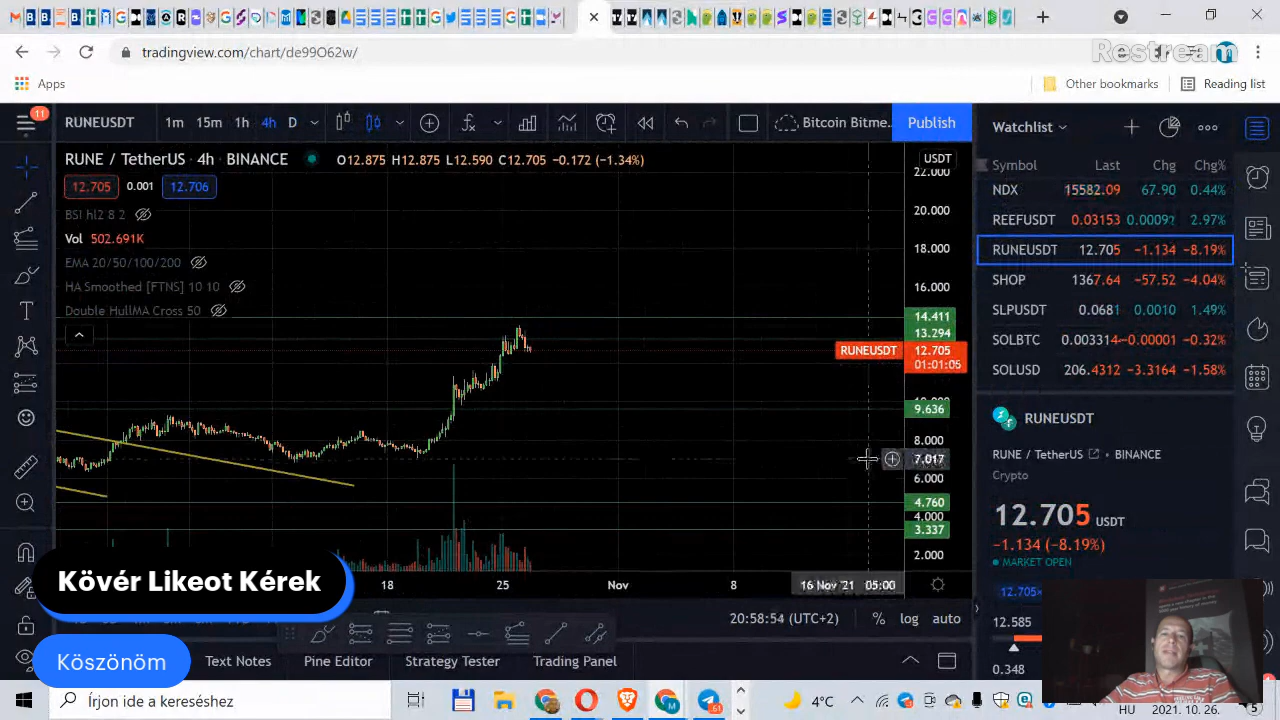 tradingview.com/chart/de99O62w/
Restream
Apps
Other bookmarks
Reading list
11
RUNEUSDT
1m 15m 1h 4h D
Bitcoin Bitme...
Publish
Watchlist
RUNE / TetherUS · 4h · BINANCE
O12.875 H12.875 L12.590 C12.705 −0.172 (−1.34%)
USDT
12.705 0.001 12.706
BSI hl2 8 2
Vol 502.691K
EMA 20/50/100/200
HA Smoothed [FTNS] 10 10
Double HullMA Cross 50
22.000
20.000
18.000
16.000
14.411
13.294
RUNEUSDT 12.705
01:01:05
9.636
8.000
7.017
6.000
4.760
4.000
3.337
2.000
18 25 Nov 8 16 Nov '21 05:00
Symbol Last Chg Chg%
NDX 15582.09 67.90 0.44%
REEFUSDT 0.03153 0.00092 2.97%
RUNEUSDT 12.705 −1.134 −8.19%
SHOP 1367.64 −57.52 −4.04%
SLPUSDT 0.0681 0.0010 1.49%
SOLBTC 0.003314 −0.00001 −0.32%
SOLUSD 206.4312 −3.3164 −1.58%
RUNEUSDT
RUNE / TetherUS BINANCE
Crypto
12.705 USDT
−1.134 (−8.19%)
MARKET OPEN
12.585
0.348
20:58:54 (UTC+2) % log auto
Kövér Likeot Kérek
Köszönöm
Text Notes Pine Editor Strategy Tester Trading Panel
Írjon ide a kereséshez
61
4°C
HU
2021. 10. 26.
5